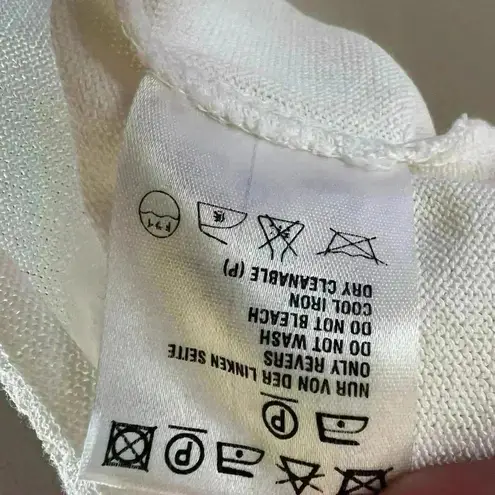 P
P
NUR VON DER LINKEN SEITE
ONLY REVERS
DO NOT WASH
DO NOT BLEACH
COOL IRON
DRY CLEANABLE (P)